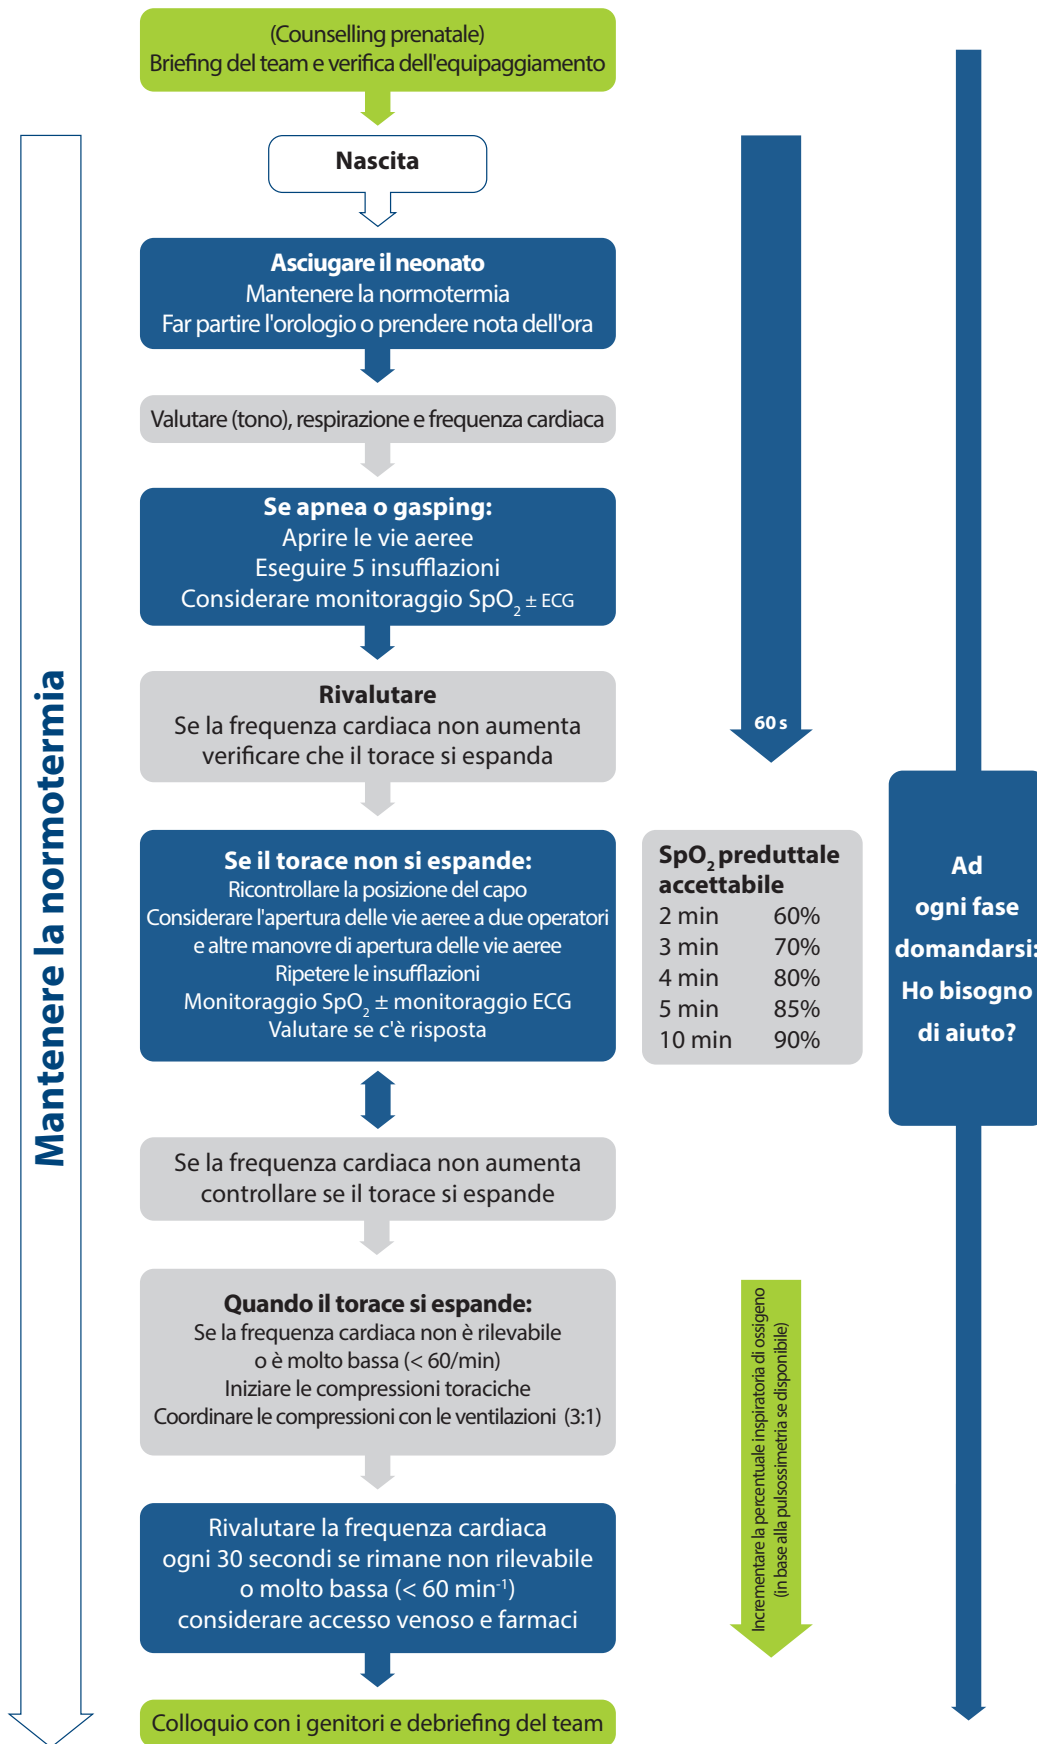 (Counselling prenatale)
Briefing del team e verifica dell'equipaggiamento
Nascita
Asciugare il neonato
Mantenere la normotermia
Far partire l'orologio o prendere nota dell'ora
Valutare (tono), respirazione e frequenza cardiaca
Se apnea o gasping:
Aprire le vie aeree
Eseguire 5 insufflazioni
Considerare monitoraggio SpO₂ ± ECG
Rivalutare
Se la frequenza cardiaca non aumenta
verificare che il torace si espanda
60 s
Se il torace non si espande:
Ricontrollare la posizione del capo
Considerare l'apertura delle vie aeree a due operatori
e altre manovre di apertura delle vie aeree
Ripetere le insufflazioni
Monitoraggio SpO₂ ± monitoraggio ECG
Valutare se c'è risposta
SpO₂ preduttale
accettabile
2 min 60%
3 min 70%
4 min 80%
5 min 85%
10 min 90%
Ad
ogni fase
domandarsi:
Ho bisogno
di aiuto?
Mantenere la normotermia
Se la frequenza cardiaca non aumenta
controllare se il torace si espande
Quando il torace si espande:
Se la frequenza cardiaca non è rilevabile
o è molto bassa (< 60/min)
Iniziare le compressioni toraciche
Coordinare le compressioni con le ventilazioni (3:1)
Incrementare la percentuale inspiratoria di ossigeno
(in base alla pulsossimetria se disponibile)
Rivalutare la frequenza cardiaca
ogni 30 secondi se rimane non rilevabile
o molto bassa (< 60 min⁻¹)
considerare accesso venoso e farmaci
Colloquio con i genitori e debriefing del team